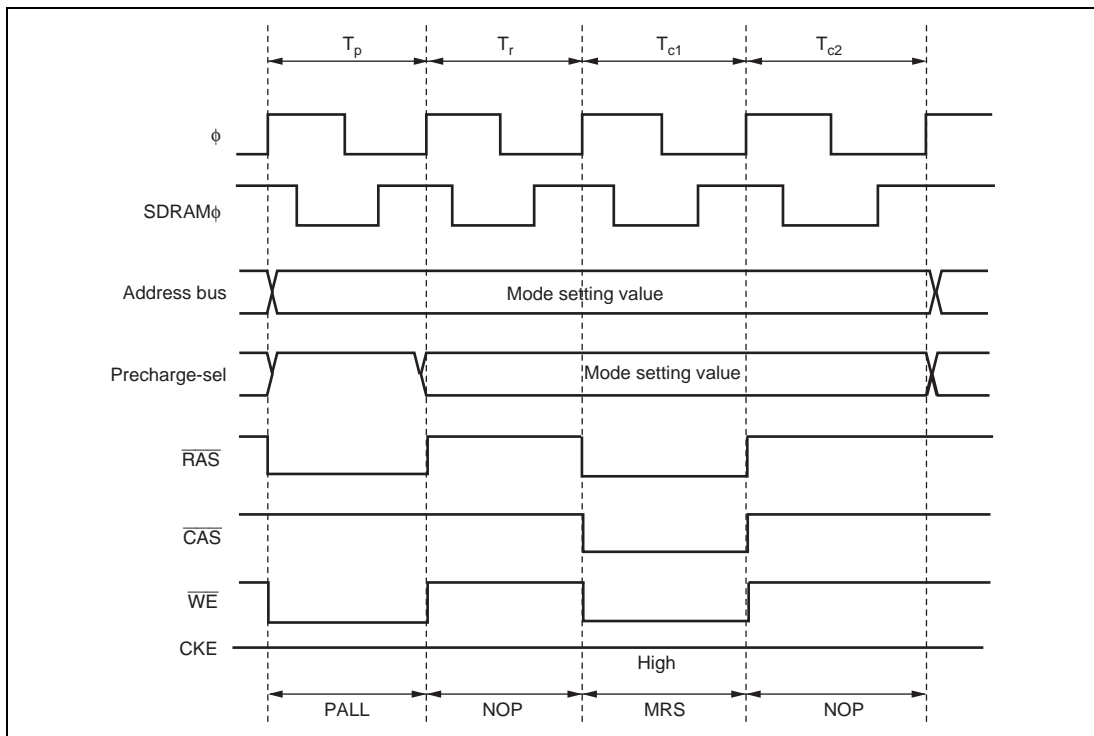 Tp Tr Tc1 Tc2
ϕ
SDRAMϕ
Address bus Mode setting value
Precharge-sel Mode setting value
RAS
CAS
WE
CKE
High
PALL NOP MRS NOP